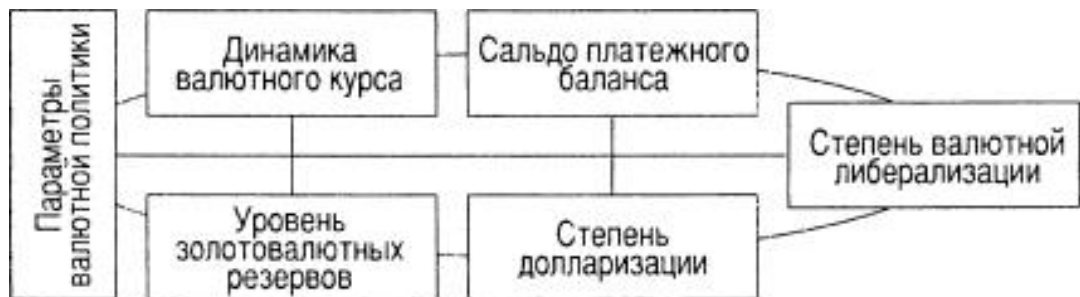 Параметры
валютной политики
Динамика
валютного курса
Сальдо платежного
баланса
Степень валютной
либерализации
Уровень
золотовалютных
резервов
Степень
долларизации